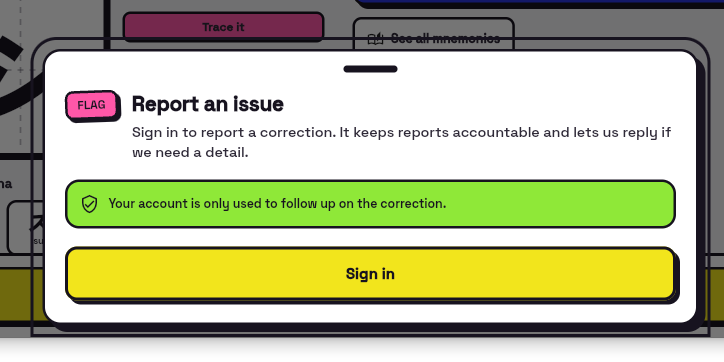 Trace it
See all mnemonics
FLAG
Report an issue
Sign in to report a correction. It keeps reports accountable and lets us reply if
we need a detail.
na
Your account is only used to follow up on the correction.
su
Sign in